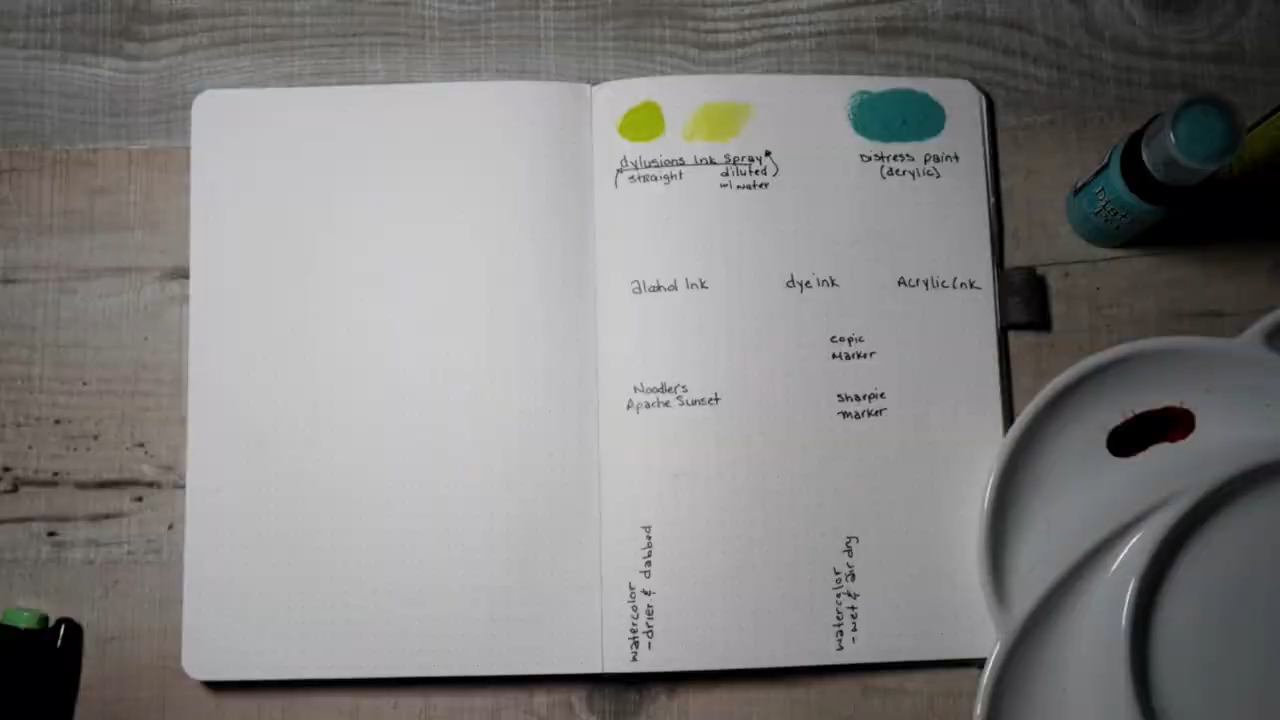 dylusions Ink Spray
straight
diluted
w/ water
Distress paint
(acrylic)
alcohol Ink
dye ink
Acrylic Ink
copic
Marker
Noodler's
Apache Sunset
sharpie
marker
watercolor
- drier & dabbed
watercolor
- wet & air dry